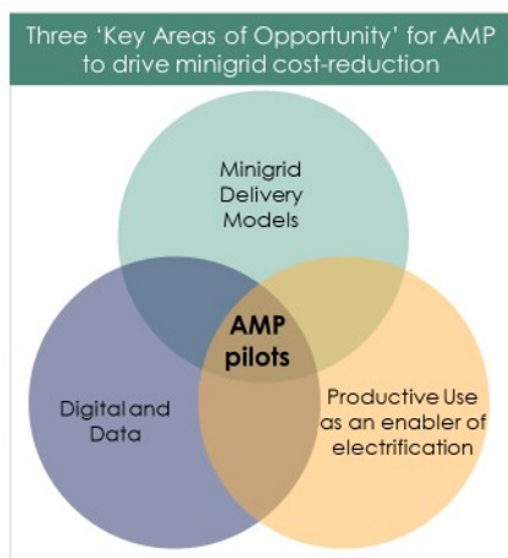 Three ‘Key Areas of Opportunity’ for AMP
to drive minigrid cost-reduction
Minigrid
Delivery
Models
AMP
pilots
Digital and
Data
Productive Use
as an enabler of
electrification